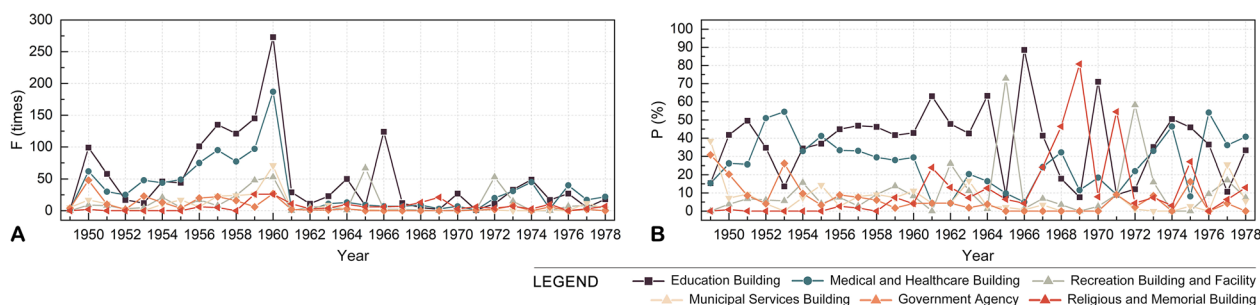 F (times)
300
250
200
150
100
50
0
1950 1952 1954 1956 1958 1960 1962 1964 1966 1968 1970 1972 1974 1976 1978
Year
A
P (%)
100
90
80
70
60
50
40
30
20
10
0
1950 1952 1954 1956 1958 1960 1962 1964 1966 1968 1970 1972 1974 1976 1978
Year
B
LEGEND Education Building Medical and Healthcare Building Recreation Building and Facility
Municipal Services Building Government Agency Religious and Memorial Building